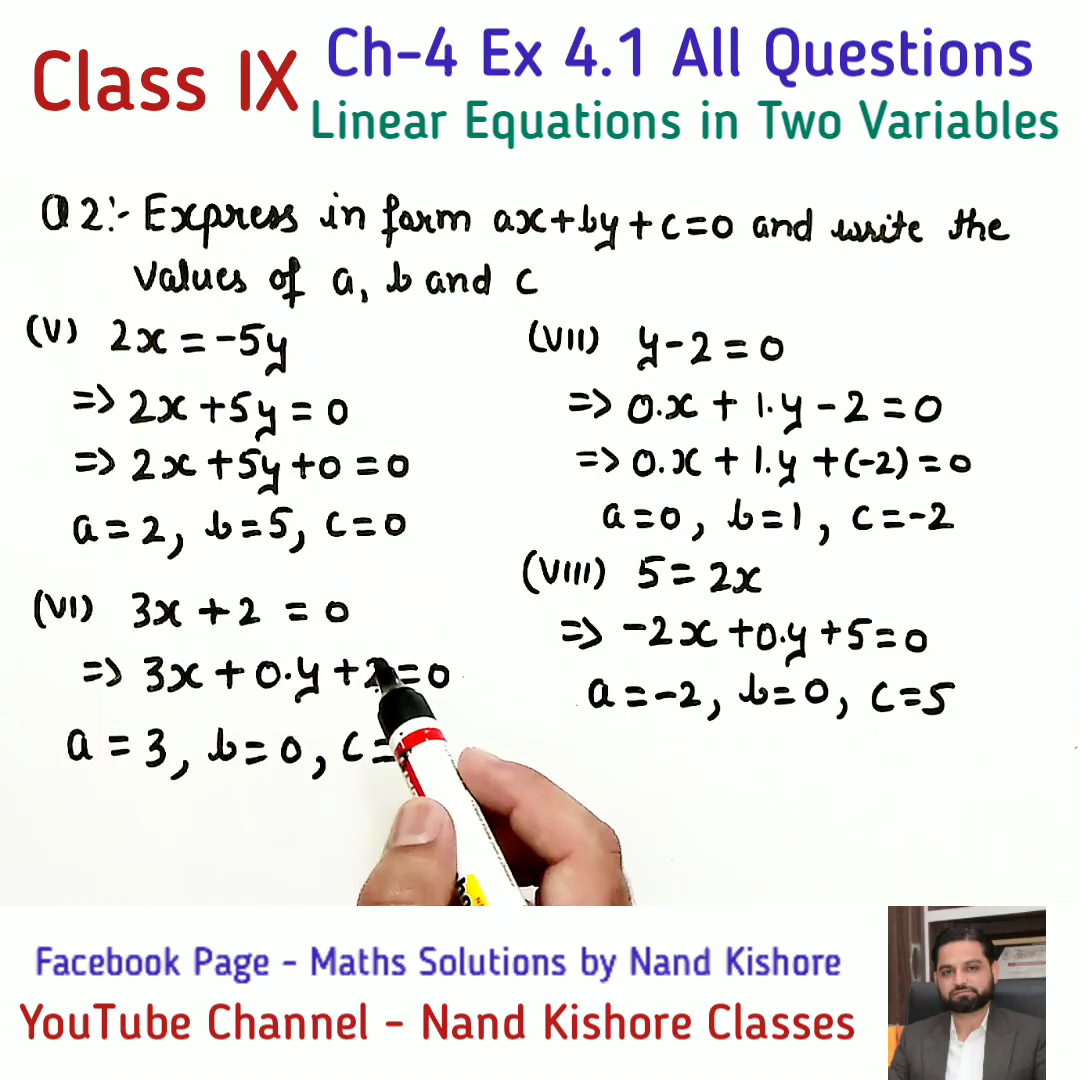 Class IX
Ch-4 Ex 4.1 All Questions
Linear Equations in Two Variables
Q2:- Express in form ax+by+c=0 and write the
values of a, b and c
(V) 2x = -5y
=> 2x +5y = 0
=> 2x +5y +0 = 0
a = 2, b = 5, c = 0
(VI) 3x + 2 = 0
=> 3x + 0.y + 2 = 0
a = 3, b = 0, c =
(VII) y - 2 = 0
=> 0.x + 1.y - 2 = 0
=> 0.x + 1.y + (-2) = 0
a = 0, b = 1, c = -2
(VIII) 5 = 2x
=> -2x + 0.y + 5 = 0
a = -2, b = 0, c = 5
Facebook Page - Maths Solutions by Nand Kishore
YouTube Channel - Nand Kishore Classes